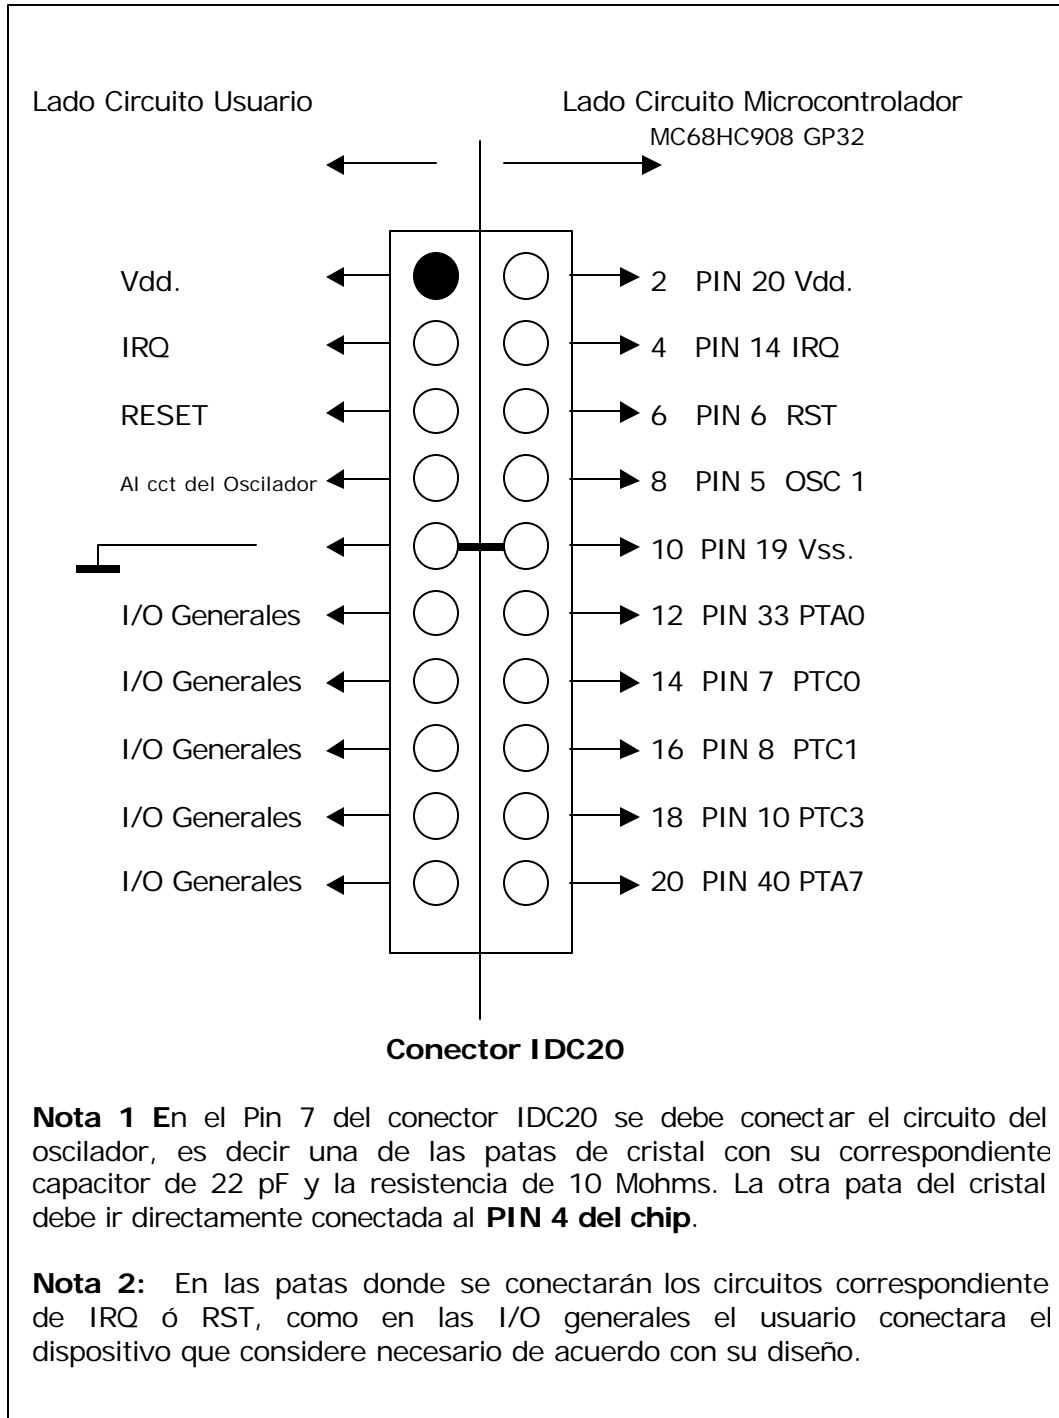 Lado Circuito Usuario
Lado Circuito Microcontrolador
MC68HC908 GP32
Vdd.
2 PIN 20 Vdd.
IRQ
4 PIN 14 IRQ
RESET
6 PIN 6 RST
Al cct del Oscilador
8 PIN 5 OSC 1
10 PIN 19 Vss.
I/O Generales
12 PIN 33 PTA0
I/O Generales
14 PIN 7 PTC0
I/O Generales
16 PIN 8 PTC1
I/O Generales
18 PIN 10 PTC3
I/O Generales
20 PIN 40 PTA7
Conector IDC20
Nota 1 En el Pin 7 del conector IDC20 se debe conectar el circuito del
oscilador, es decir una de las patas de cristal con su correspondiente
capacitor de 22 pF y la resistencia de 10 Mohms. La otra pata del cristal
debe ir directamente conectada al PIN 4 del chip.
Nota 2: En las patas donde se conectarán los circuitos correspondiente
de IRQ ó RST, como en las I/O generales el usuario conectara el
dispositivo que considere necesario de acuerdo con su diseño.